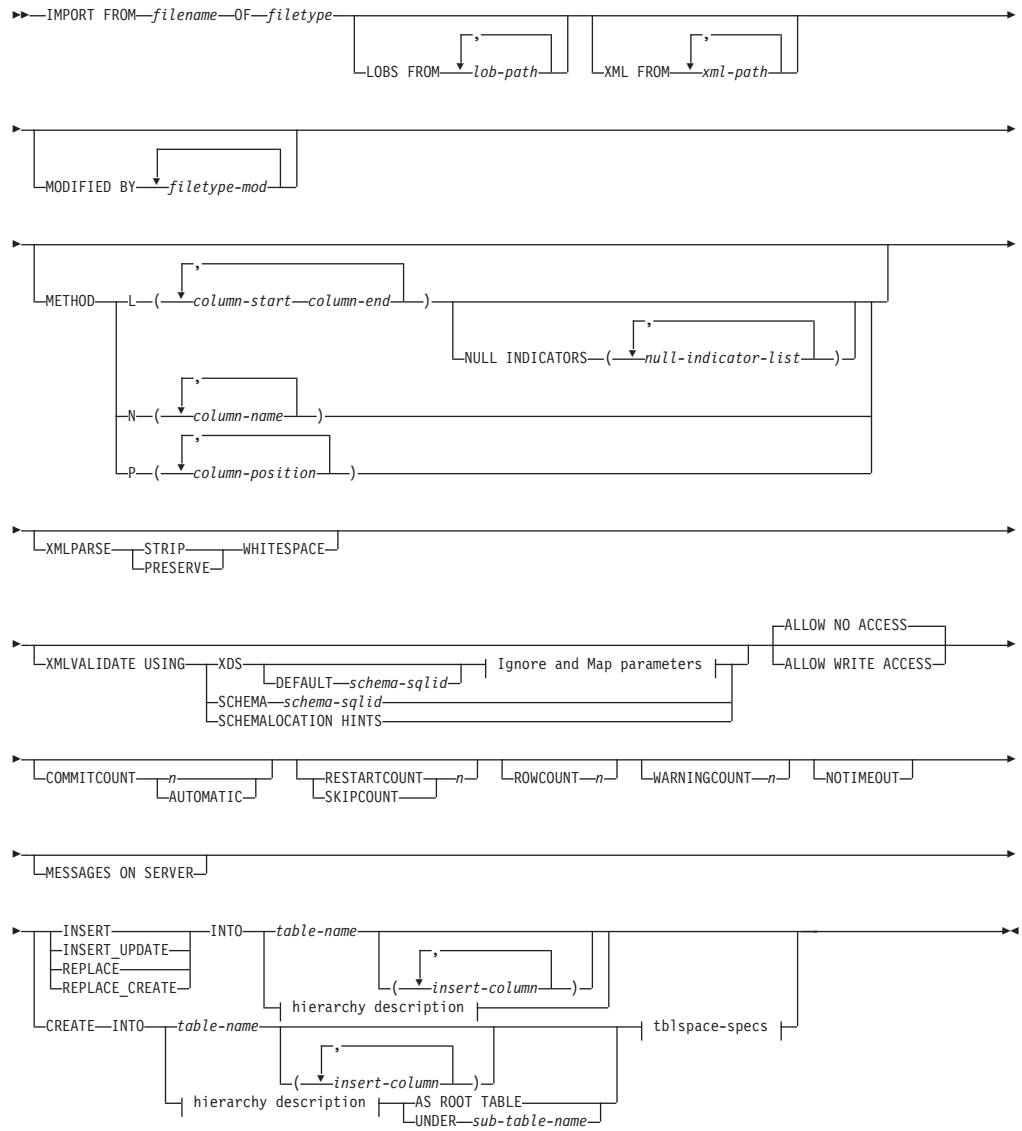 IMPORT FROM filename OF filetype
,
,
LOBS FROM lob-path
XML FROM xml-path
MODIFIED BY filetype-mod
,
METHOD L ( column-start column-end )
,
NULL INDICATORS ( null-indicator-list )
,
N ( column-name )
,
P ( column-position )
XMLPARSE STRIP WHITESPACE
PRESERVE
ALLOW NO ACCESS
XMLVALIDATE USING XDS Ignore and Map parameters ALLOW WRITE ACCESS
DEFAULT schema-sqlid
SCHEMA schema-sqlid
SCHEMALOCATION HINTS
COMMITCOUNT n RESTARTCOUNT n ROWCOUNT n WARNINGCOUNT n NOTIMEOUT
AUTOMATIC SKIPCOUNT
MESSAGES ON SERVER
INSERT INTO table-name
INSERT_UPDATE ,
REPLACE ( insert-column )
REPLACE_CREATE hierarchy description
CREATE INTO table-name tblspace-specs
,
( insert-column )
hierarchy description AS ROOT TABLE
UNDER sub-table-name